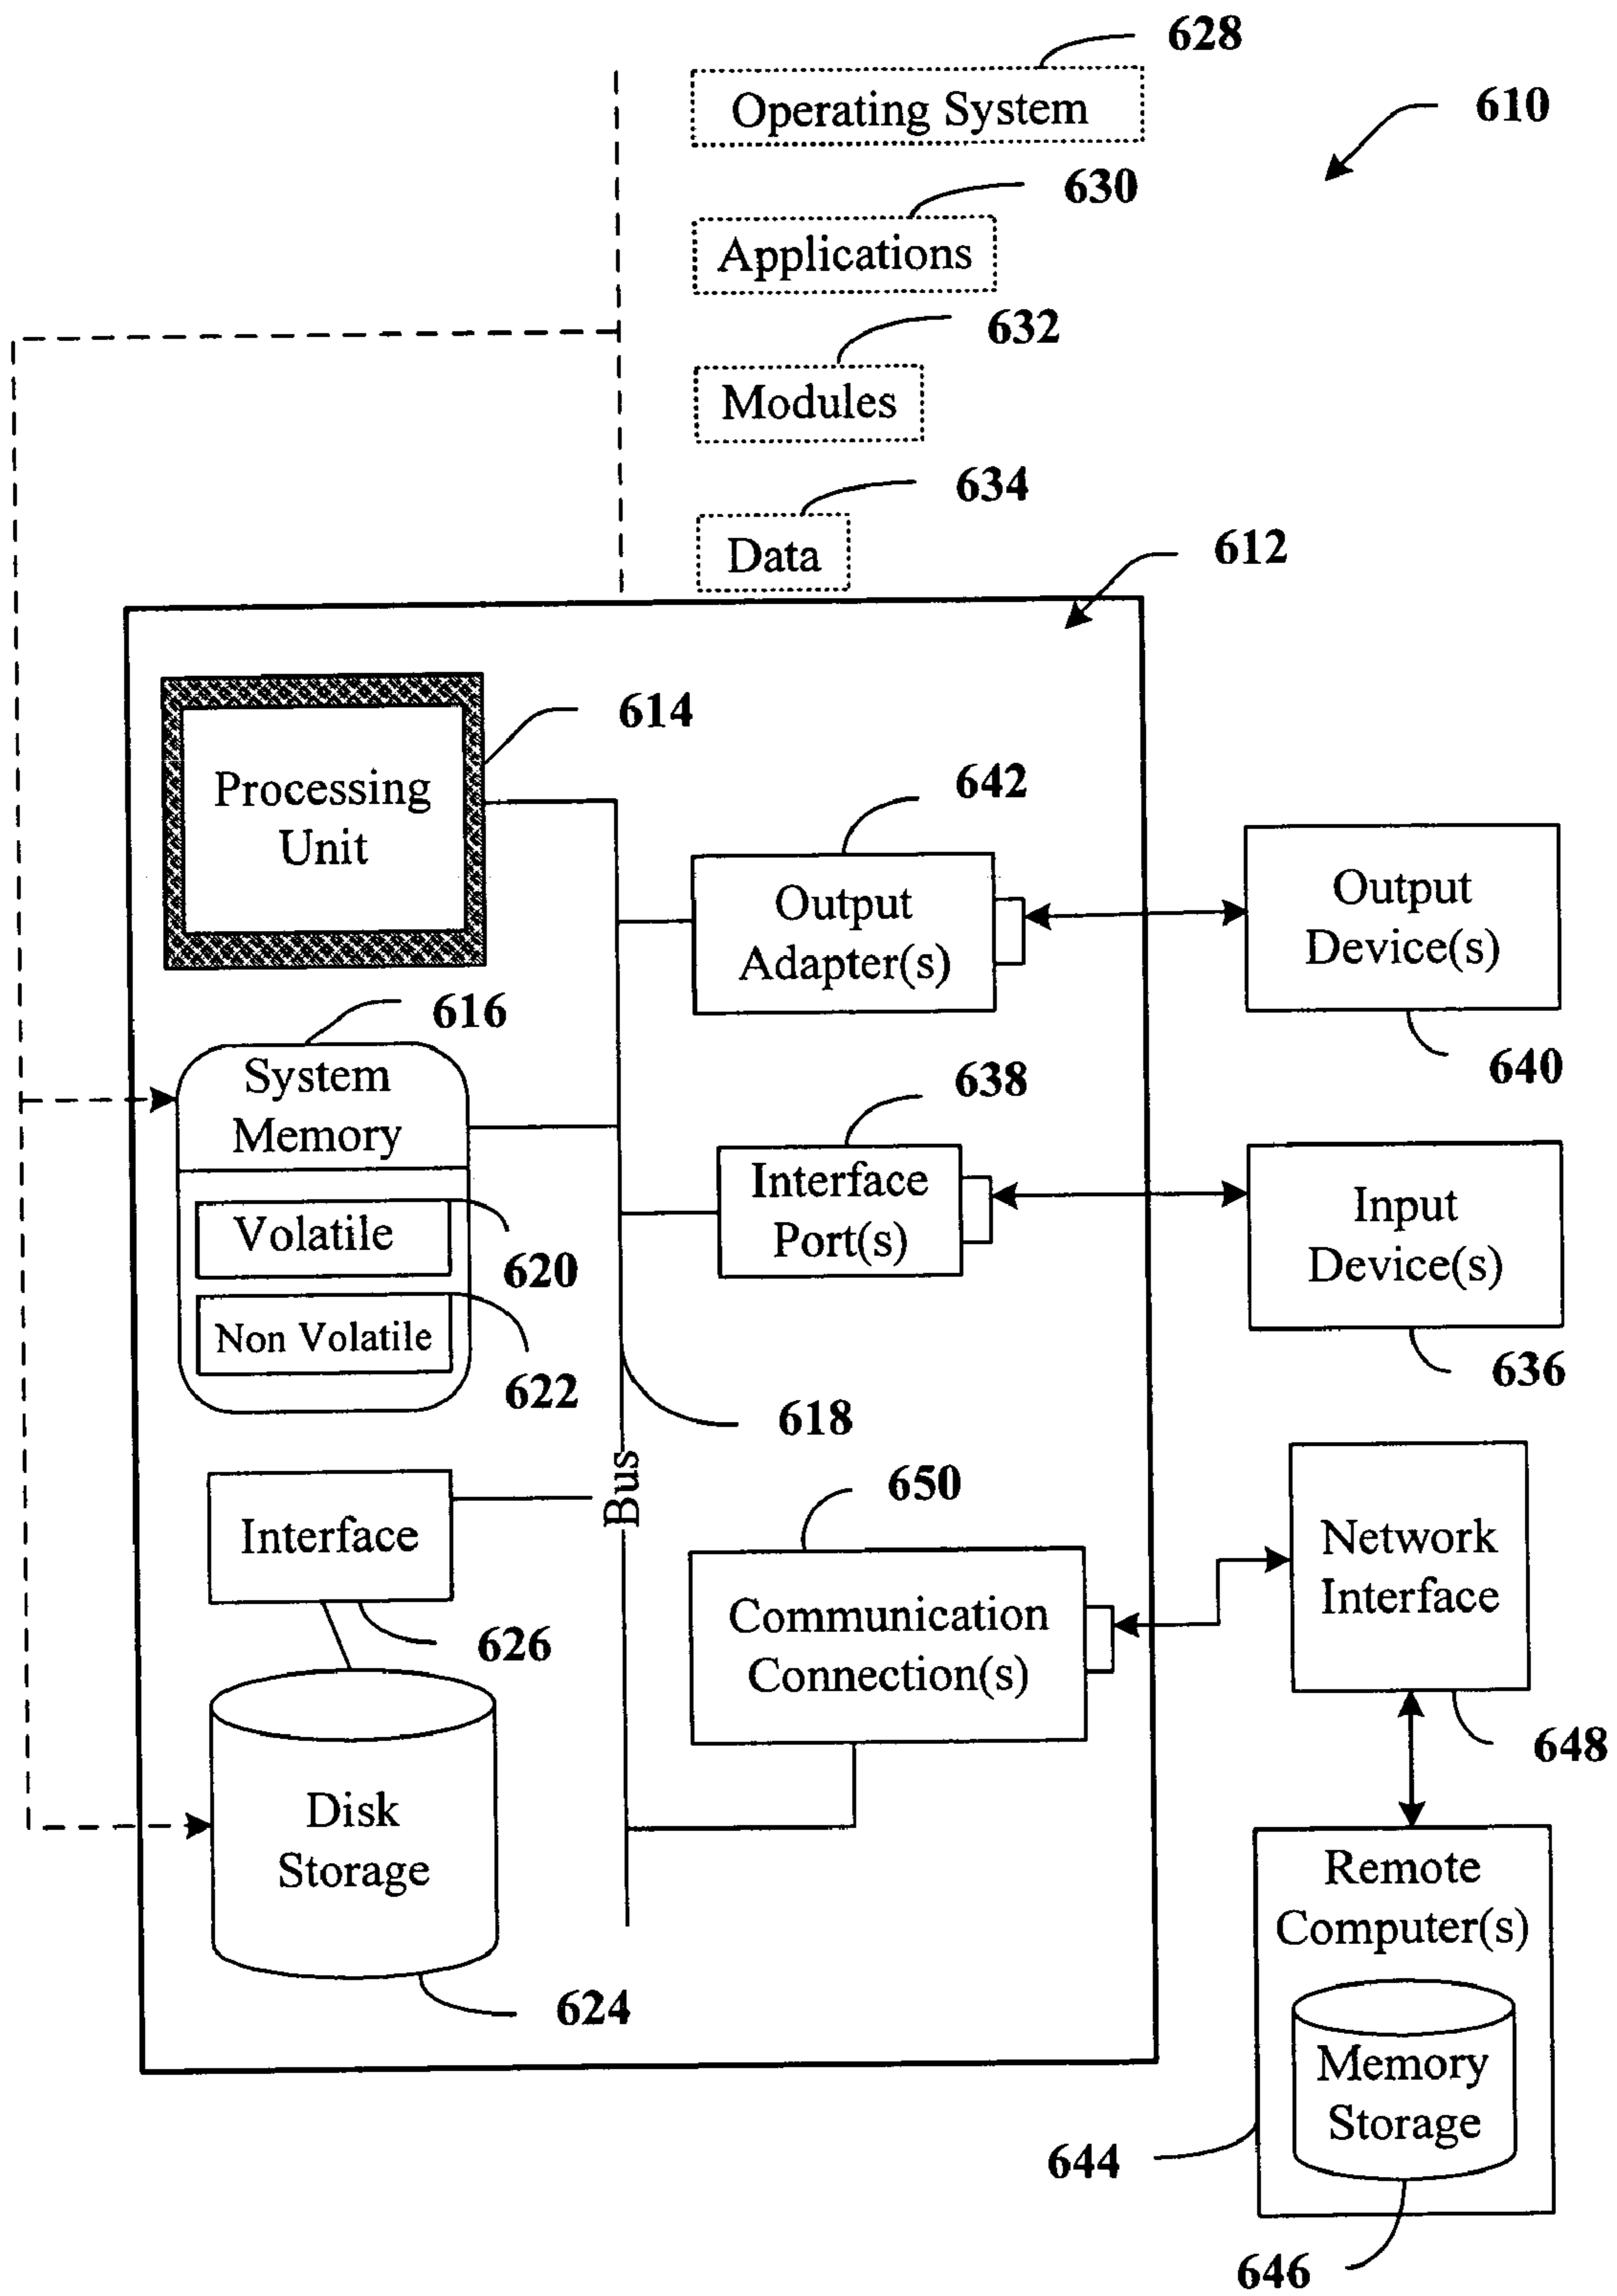 628
Operating System
610
630
Applications
632
Modules
634
Data
612
614
Processing
Unit
642
Output
Adapter(s)
Output
Device(s)
640
616
System
Memory
638
Interface
Port(s)
Input
Device(s)
636
Volatile
620
Non Volatile
622
618
Bus
650
Interface
626
Communication
Connection(s)
Network
Interface
648
Disk
Storage
624
Remote
Computer(s)
Memory
Storage
644
646